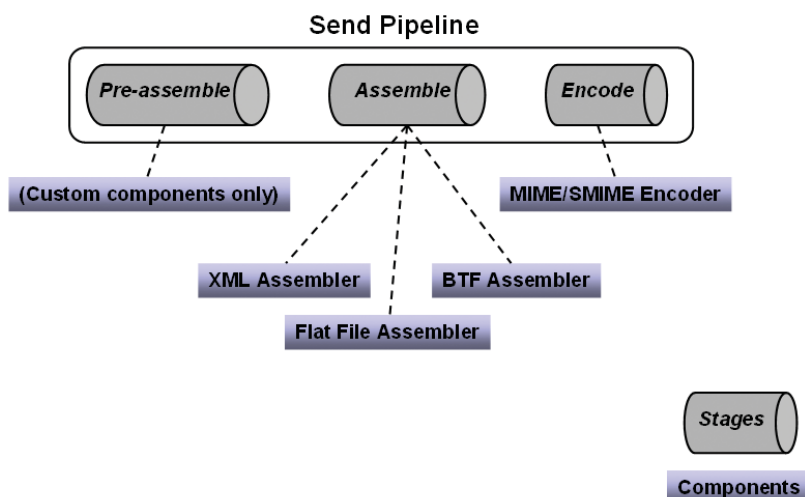 Send Pipeline
Pre-assemble
Assemble
Encode
(Custom components only)
MIME/SMIME Encoder
XML Assembler
BTF Assembler
Flat File Assembler
Stages
Components